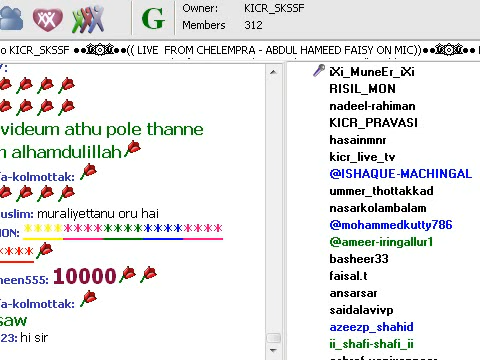 G
Owner: KICR_SKSSF
Members 312
o KICR_SKSSF ●●۞●●(( LIVE FROM CHELEMPRA - ABDUL HAMEED FAISY ON MIC))●●۞●●
videum athu pole thanne
alhamdulillah
a-kolmottak:
uslim: muraliyettanu oru hai
ION: ********************
****
neen555: 10000
a-kolmottak:
saw
23: hi sir
iXi_MuneEr_iXi
RISIL_MON
nadeel-rahiman
KICR_PRAVASI
hasainmnr
kicr_live_tv
@ISHAQUE-MACHINGAL
ummer_thottakkad
nasarkolambalam
@mohammedkutty786
@ameer-iringallur1
basheer33
faisal.t
ansarsar
saidalavivp
azeezp_shahid
ii_shafi-shafi_ii